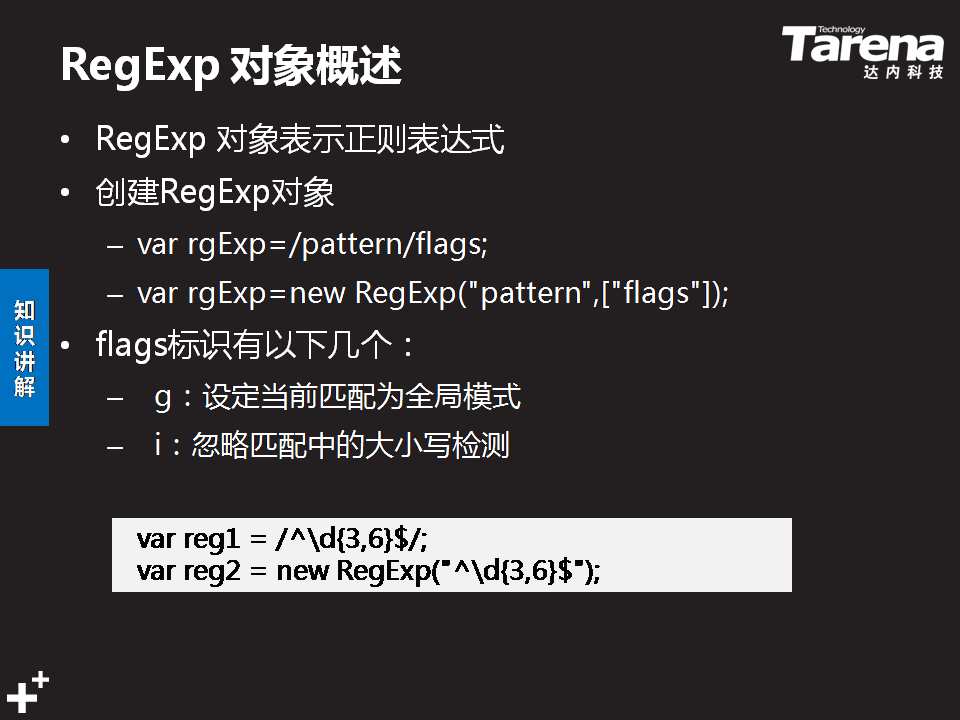 RegExp 对象概述
Technology
Tarena
达内科技
• RegExp 对象表示正则表达式
• 创建RegExp对象
– var rgExp=/pattern/flags;
– var rgExp=new RegExp("pattern",["flags"]);
知识讲解
• flags标识有以下几个：
– g：设定当前匹配为全局模式
– i：忽略匹配中的大小写检测
var reg1 = /^\d{3,6}$/;
var reg2 = new RegExp("^\d{3,6}$");